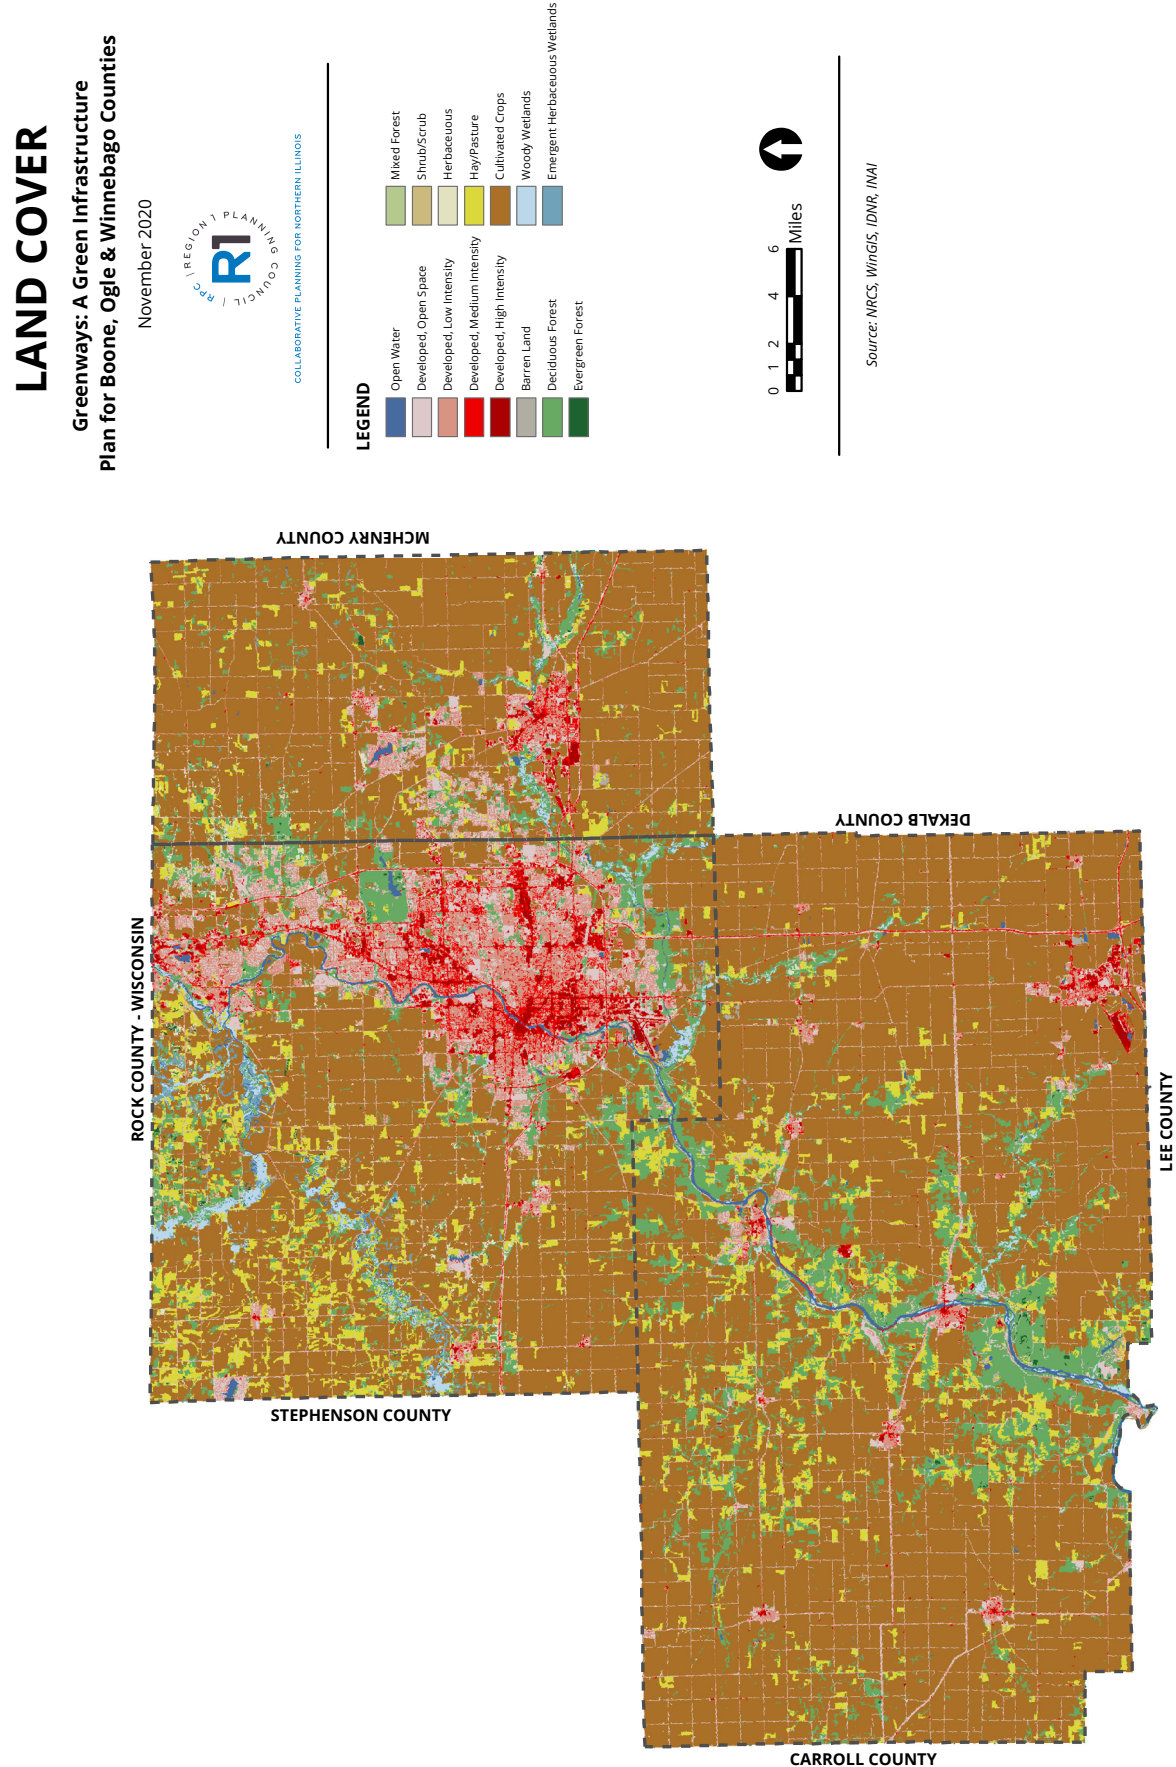 LAND COVER
Greenways: A Green Infrastructure
Plan for Boone, Ogle & Winnebago Counties
November 2020
RPC | REGION 1 PLANNING COUNCIL |
R1
COLLABORATIVE PLANNING FOR NORTHERN ILLINOIS
LEGEND
Open Water
Developed, Open Space
Developed, Low Intensity
Developed, Medium Intensity
Developed, High Intensity
Barren Land
Deciduous Forest
Evergreen Forest
Mixed Forest
Shrub/Scrub
Herbaceuous
Hay/Pasture
Cultivated Crops
Woody Wetlands
Emergent Herbaceuous Wetlands
0 1 2 4 6
Miles
Source: NRCS, WinGIS, IDNR, INAI
MCHENRY COUNTY
DEKALB COUNTY
ROCK COUNTY - WISCONSIN
LEE COUNTY
STEPHENSON COUNTY
CARROLL COUNTY